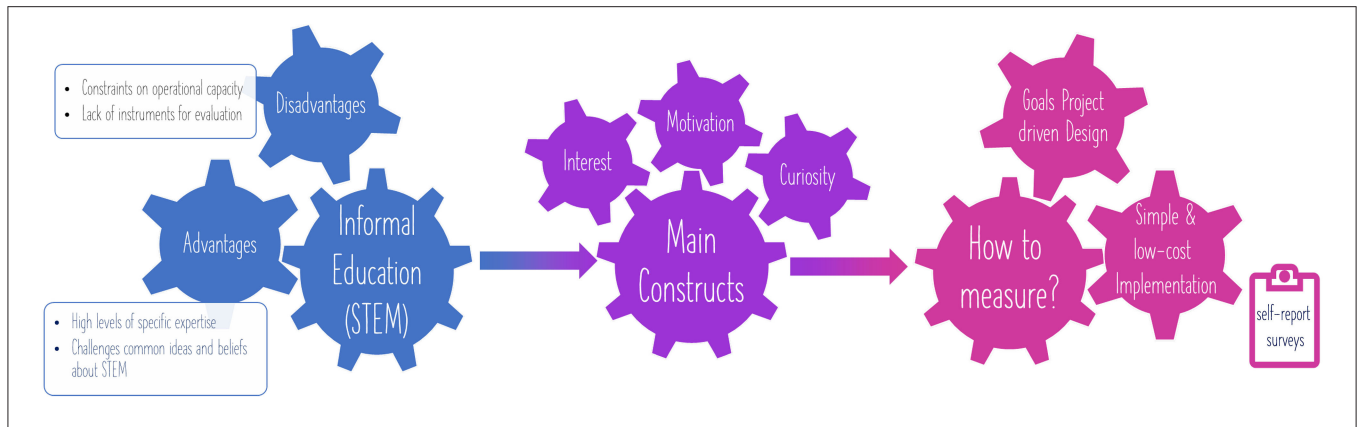 • Constraints on operational capacity
• Lack of instruments for evaluation
Disadvantages
Advantages
Informal
Education
(STEM)
• High levels of specific expertise
• Challenges common ideas and beliefs
about STEM
Interest
Motivation
Curiosity
Main
Constructs
Goals Project
driven Design
How to
measure?
Simple &
low-cost
Implementation
self-report
surveys